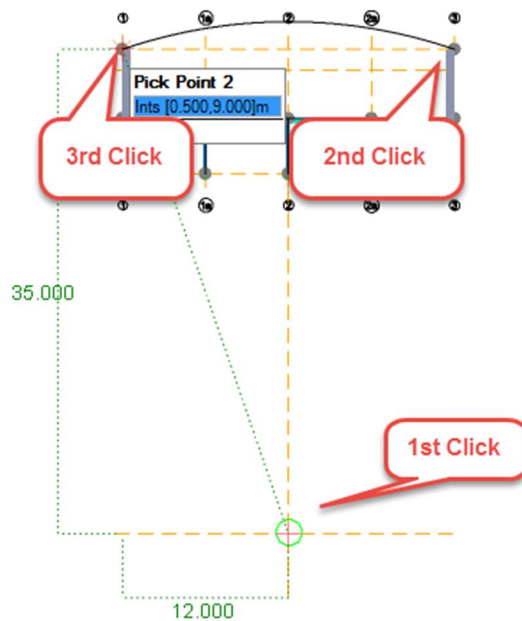 1 1a 2 2a 3
Pick Point 2
Ints [0.500,9.000]m
3rd Click
2nd Click
1 1a 2 2a 3
35.000
1st Click
12.000